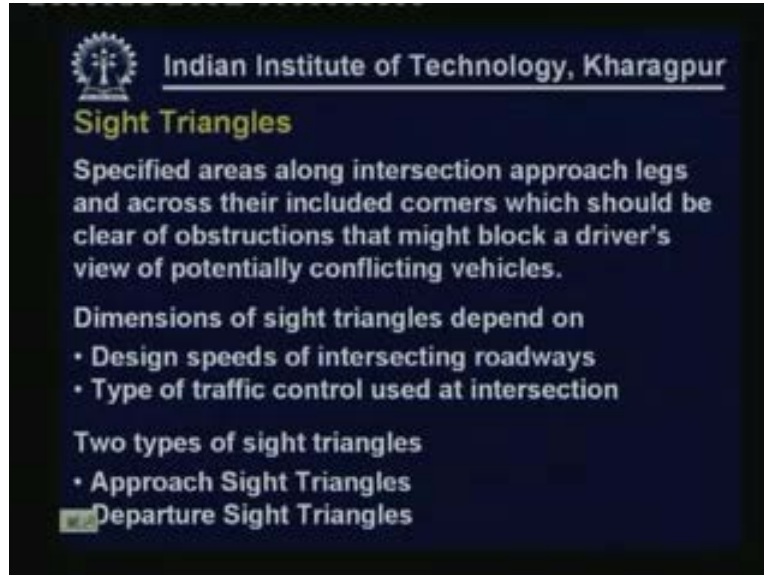 Indian Institute of Technology, Kharagpur
Sight Triangles
Specified areas along intersection approach legs
and across their included corners which should be
clear of obstructions that might block a driver's
view of potentially conflicting vehicles.
Dimensions of sight triangles depend on
• Design speeds of intersecting roadways
• Type of traffic control used at intersection
Two types of sight triangles
• Approach Sight Triangles
Departure Sight Triangles